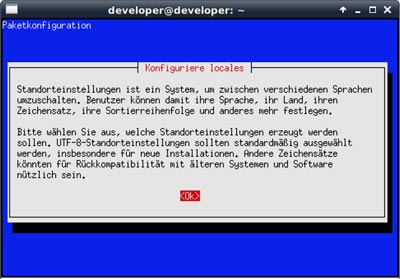 developer@developer: ~
Paketkonfiguration
Konfiguriere locales
Standorteinstellungen ist ein System, um zwischen verschiedenen Sprachen
umzuschalten. Benutzer können damit ihre Sprache, ihr Land, ihren
Zeichensatz, ihre Sortierreihenfolge und anderes mehr festlegen.
Bitte wählen Sie aus, welche Standorteinstellungen erzeugt werden
sollen. UTF-8-Standorteinstellungen sollten standardmäßig ausgewählt
werden, insbesondere für neue Installationen. Andere Zeichensätze
könnten für Rückkompatibilität mit älteren Systemen und Software
nützlich sein.
<Ok>